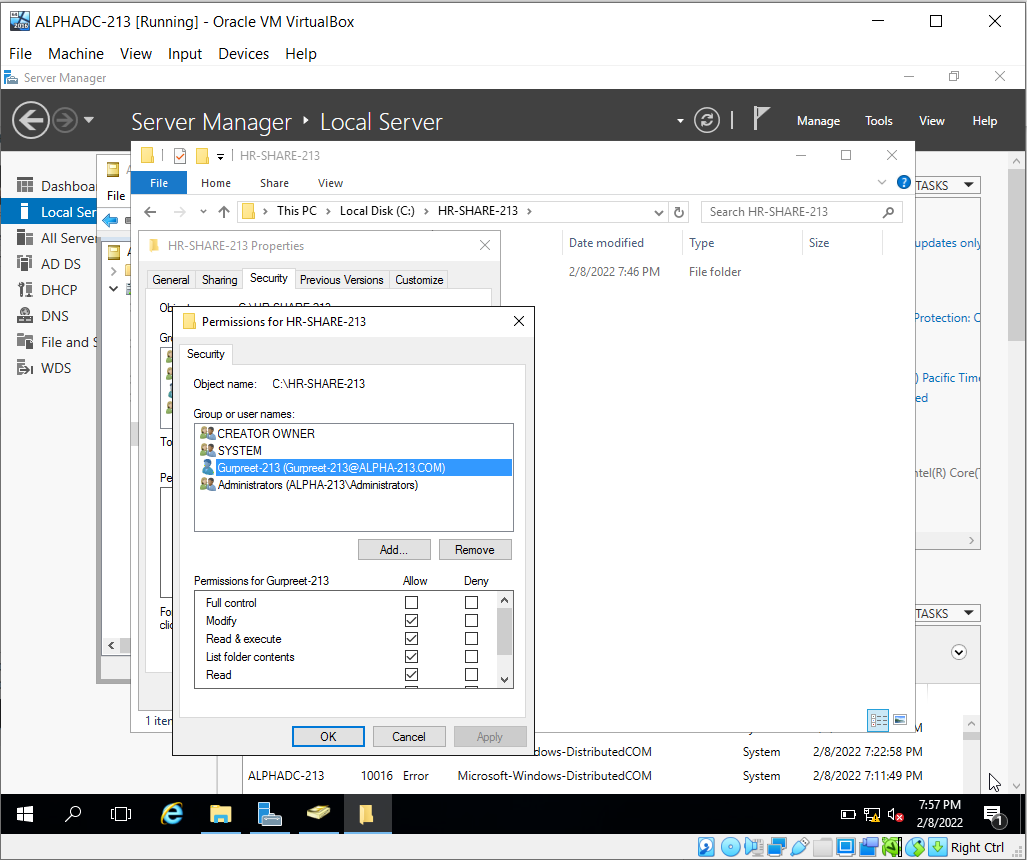 ALPHADC-213 [Running] - Oracle VM VirtualBox
File Machine View Input Devices Help
Server Manager
Server Manager ‣ Local Server
Manage Tools View Help
HR-SHARE-213
File Home Share View
This PC > Local Disk (C:) > HR-SHARE-213 >
Search HR-SHARE-213
File
Local Ser
All Server
AD DS
DHCP
DNS
File and S
WDS
HR-SHARE-213 Properties
General Sharing Security Previous Versions Customize
C:\HR-SHARE-213
Date modified Type Size
2/8/2022 7:46 PM File folder
TASKS
updates only
Protection: C
) Pacific Time
ed
ntel(R) Core(
TASKS
Permissions for HR-SHARE-213
Security
Object name: C:\HR-SHARE-213
Group or user names:
CREATOR OWNER
SYSTEM
Gurpreet-213 (Gurpreet-213@ALPHA-213.COM)
Administrators (ALPHA-213\Administrators)
Add... Remove
Permissions for Gurpreet-213 Allow Deny
Full control
Modify
Read & execute
List folder contents
Read
OK Cancel Apply
1 iter
ndows-DistributedCOM System 2/8/2022 7:22:58 PM
ALPHADC-213 10016 Error Microsoft-Windows-DistributedCOM System 2/8/2022 7:11:49 PM
7:57 PM
2/8/2022
1
Right Ctrl